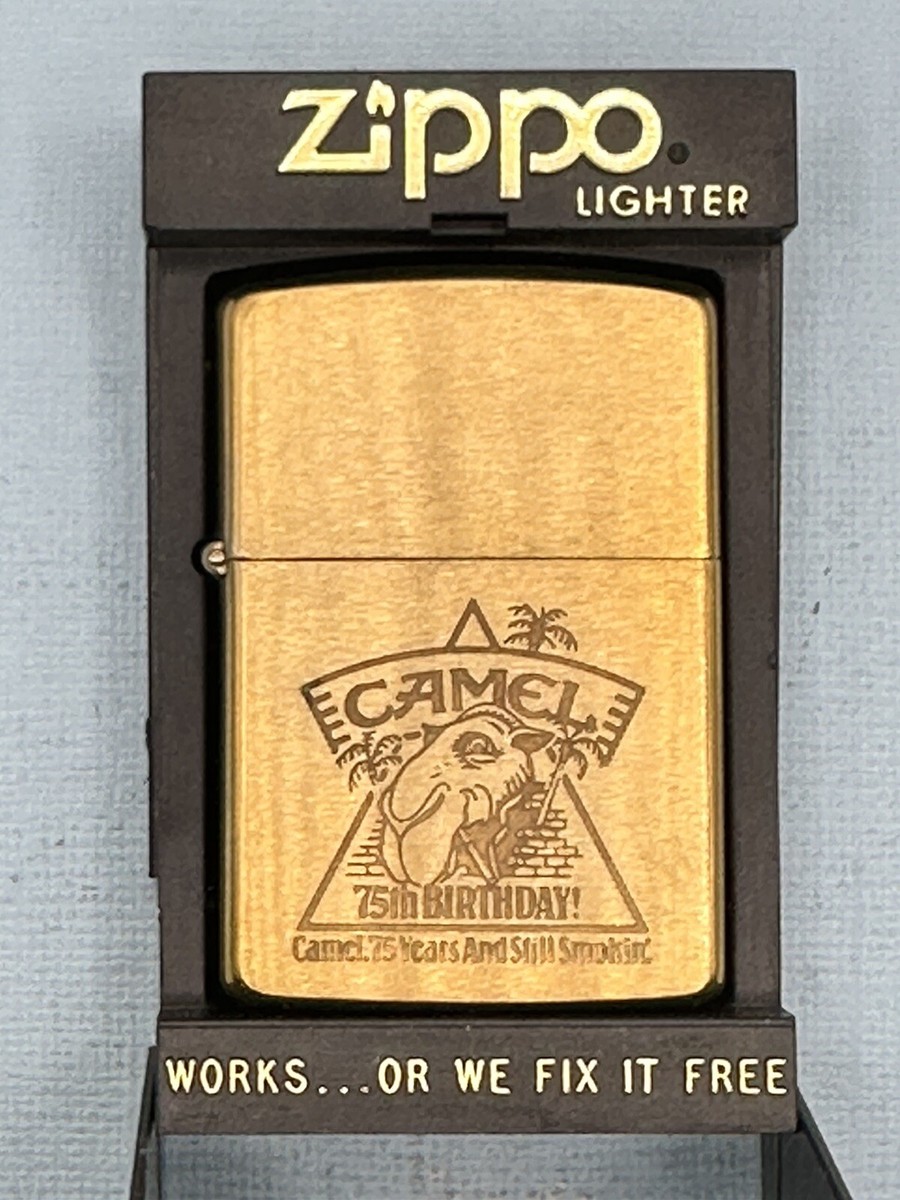 Zippo
LIGHTER
CAMEL
75th BIRTHDAY!
Camel. 75 Years And Still Smokin'.
WORKS...OR WE FIX IT FREE